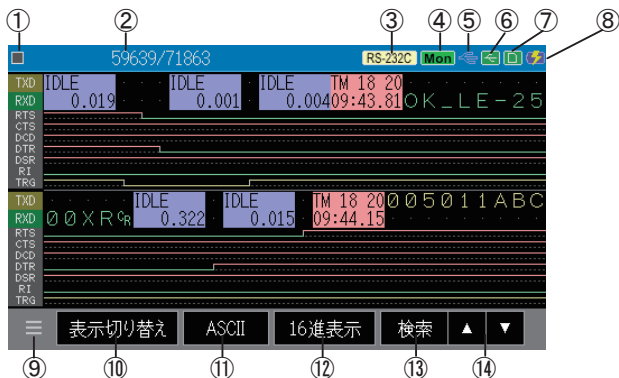 ① ② ③ ④ ⑤ ⑥ ⑦ ⑧
59639/71863 RS-232C Mon
TXD IDLE IDLE IDLE TM 18 20
RXD 0.019 0.001 0.004 09:43.81 OK_LE-25
RTS
CTS
DCD
DTR
DSR
RI
TRG
TXD IDLE IDLE TM 18 20 005011ABC
RXD 00XR CR 0.322 0.015 09:44.15
RTS
CTS
DCD
DTR
DSR
RI
TRG
☰ 表示切り替え ASCII 16進表示 検索 ▲ ▼
⑨ ⑩ ⑪ ⑫ ⑬ ⑭